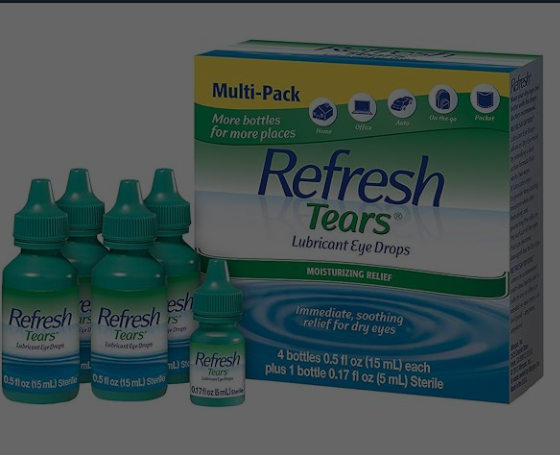 Multi-Pack
More bottles
for more places
Home
Office
Auto
On-the-go
Pocket
Refresh
Tears®
Lubricant Eye Drops
MOISTURIZING RELIEF
immediate, soothing
relief for dry eyes
4 bottles 0.5 fl oz (15 mL) each
plus 1 bottle 0.17 fl oz (5 mL) Sterile
Refresh
Refresh
Tears
Lubricant Eye Drops
0.5 fl oz (15 mL) Sterile
Refresh
Tears
Lubricant Eye Drops
0.5 fl oz (15 mL) Sterile
Refresh
Tears
Lubricant Eye Drops
0.17 fl oz (5 mL) Sterile